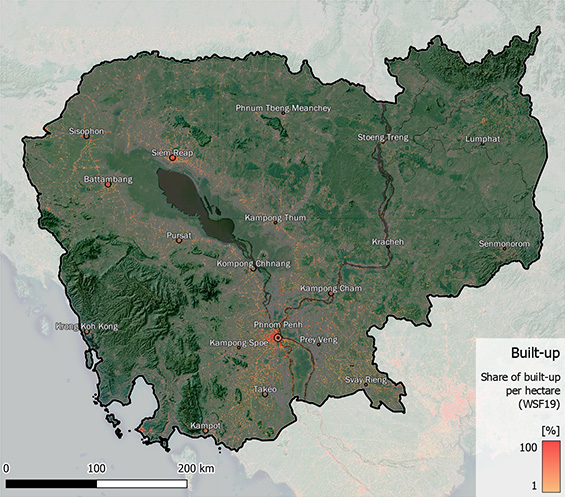 Phnum Tbeng Meanchey
Sisophon
Stoeng Treng
Lumphat
Siem Reap
Battambang
Kampong Thum
Pursat
Kracheh
Senmonorom
Kompong Chhnang
Kampong Cham
Krong Koh Kong
Phnom Penh
Kampong Spoe
Prey Veng
Svay Rieng
Takeo
Kampot
Built-up
Share of built-up
per hectare
(WSF19)
[%]
100
1
0 100 200 km